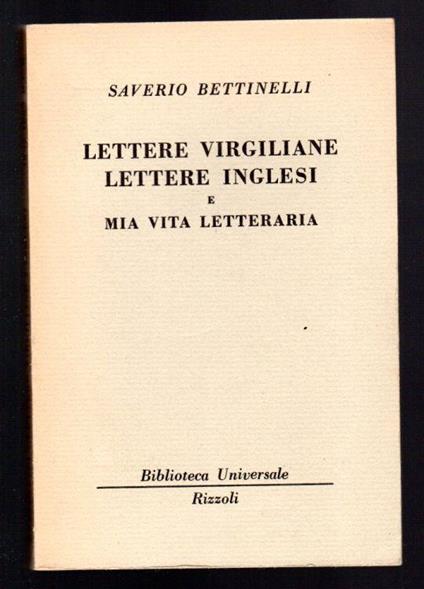 SAVERIO BETTINELLI
LETTERE VIRGILIANE
LETTERE INGLESI
E
MIA VITA LETTERARIA
Biblioteca Universale
Rizzoli